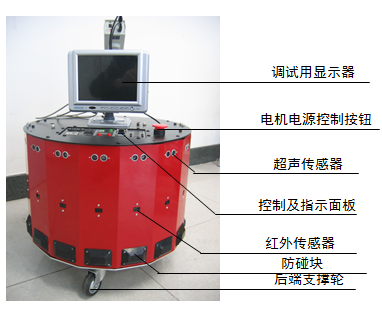 调试用显示器
电机电源控制按钮
超声传感器
控制及指示面板
红外传感器
防碰块
后端支撑轮